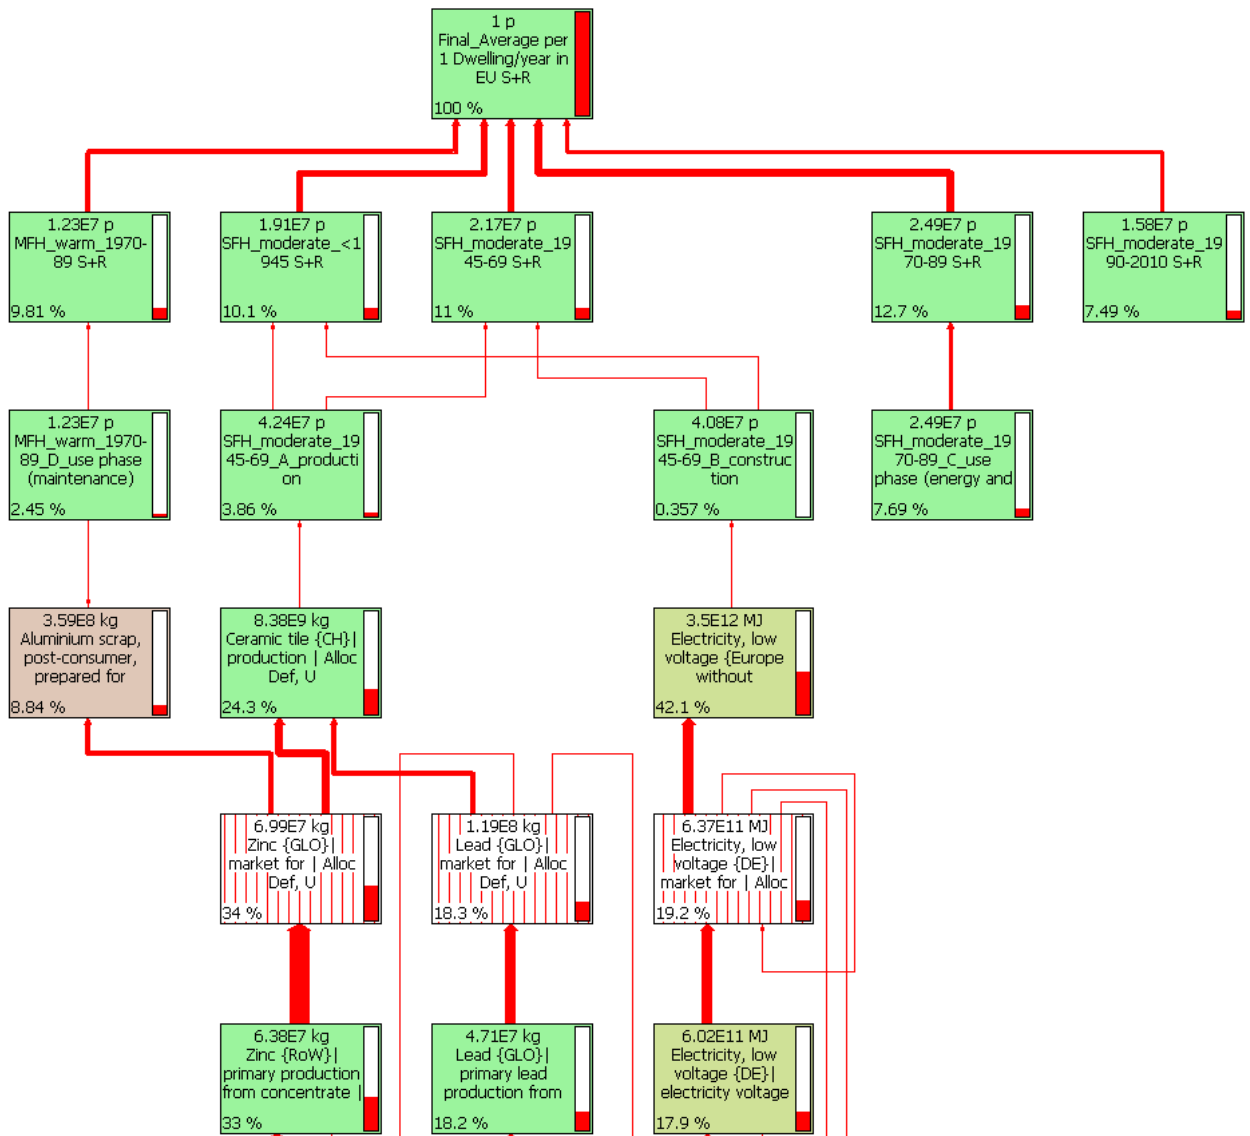 1 p
Final_Average per
1 Dwelling/year in
EU S+R
100 %
1.23E7 p
MFH_warm_1970-
89 S+R
9.81 %
1.91E7 p
SFH_moderate_<1
945 S+R
10.1 %
2.17E7 p
SFH_moderate_19
45-69 S+R
11 %
2.49E7 p
SFH_moderate_19
70-89 S+R
12.7 %
1.58E7 p
SFH_moderate_19
90-2010 S+R
7.49 %
1.23E7 p
MFH_warm_1970-
89_D_use phase
(maintenance)
2.45 %
4.24E7 p
SFH_moderate_19
45-69_A_producti
on
3.86 %
4.08E7 p
SFH_moderate_19
45-69_B_construc
tion
0.357 %
2.49E7 p
SFH_moderate_19
70-89_C_use
phase (energy and
7.69 %
3.59E8 kg
Aluminium scrap,
post-consumer,
prepared for
8.84 %
8.38E9 kg
Ceramic tile {CH}|
production | Alloc
Def, U
24.3 %
3.5E12 MJ
Electricity, low
voltage {Europe
without
42.1 %
6.99E7 kg
Zinc {GLO}|
market for | Alloc
Def, U
34 %
1.19E8 kg
Lead {GLO}|
market for | Alloc
Def, U
18.3 %
6.37E11 MJ
Electricity, low
voltage {DE}|
market for | Alloc
19.2 %
6.38E7 kg
Zinc {RoW}|
primary production
from concentrate |
33 %
4.71E7 kg
Lead {GLO}|
primary lead
production from
18.2 %
6.02E11 MJ
Electricity, low
voltage {DE}|
electricity voltage
17.9 %